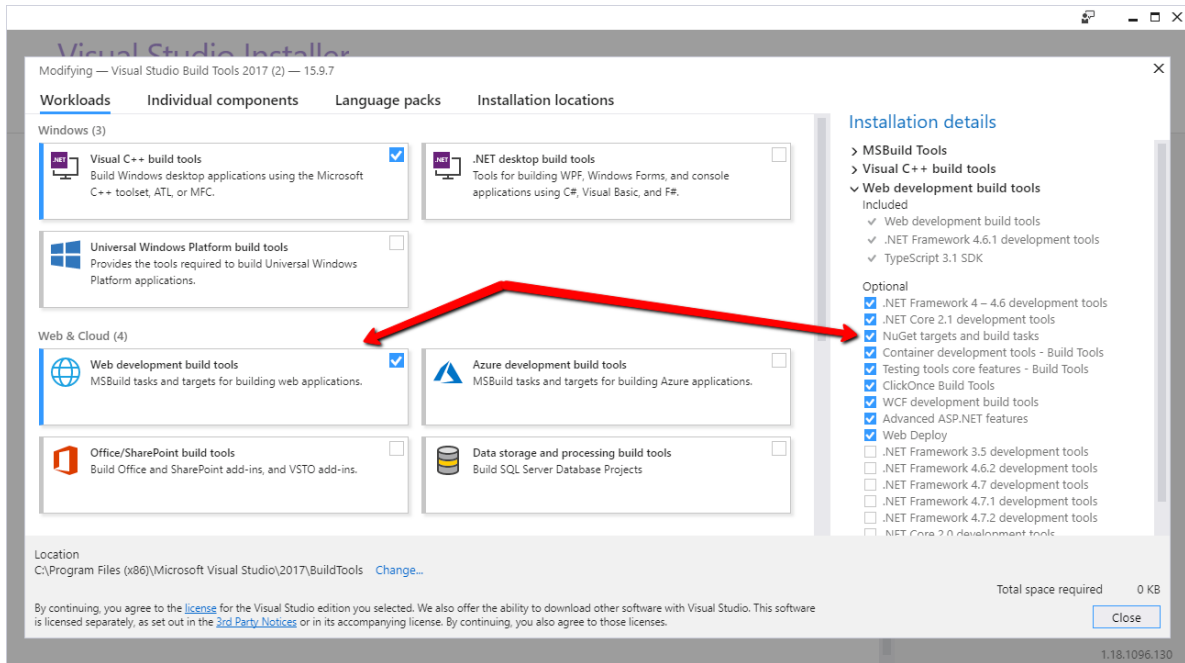 Visual Studio Installer
Modifying — Visual Studio Build Tools 2017 (2) — 15.9.7
Workloads
Individual components
Language packs
Installation locations
Windows (3)
.NET
Visual C++ build tools
Build Windows desktop applications using the Microsoft
C++ toolset, ATL, or MFC.
.NET
.NET desktop build tools
Tools for building WPF, Windows Forms, and console
applications using C#, Visual Basic, and F#.
Universal Windows Platform build tools
Provides the tools required to build Universal Windows
Platform applications.
Web & Cloud (4)
Web development build tools
MSBuild tasks and targets for building web applications.
Azure development build tools
MSBuild tasks and targets for building Azure applications.
Office/SharePoint build tools
Build Office and SharePoint add-ins, and VSTO add-ins.
Data storage and processing build tools
Build SQL Server Database Projects
Installation details
MSBuild Tools
Visual C++ build tools
Web development build tools
Included
Web development build tools
.NET Framework 4.6.1 development tools
TypeScript 3.1 SDK
Optional
.NET Framework 4 – 4.6 development tools
.NET Core 2.1 development tools
NuGet targets and build tasks
Container development tools - Build Tools
Testing tools core features - Build Tools
ClickOnce Build Tools
WCF development build tools
Advanced ASP.NET features
Web Deploy
.NET Framework 3.5 development tools
.NET Framework 4.6.2 development tools
.NET Framework 4.7 development tools
.NET Framework 4.7.1 development tools
.NET Framework 4.7.2 development tools
.NET Core 2.0 development tools
Location
C:\Program Files (x86)\Microsoft Visual Studio\2017\BuildTools
Change...
Total space required 0 KB
By continuing, you agree to the license for the Visual Studio edition you selected. We also offer the ability to download other software with Visual Studio. This software
is licensed separately, as set out in the 3rd Party Notices or in its accompanying license. By continuing, you also agree to those licenses.
Close
1.18.1096.130